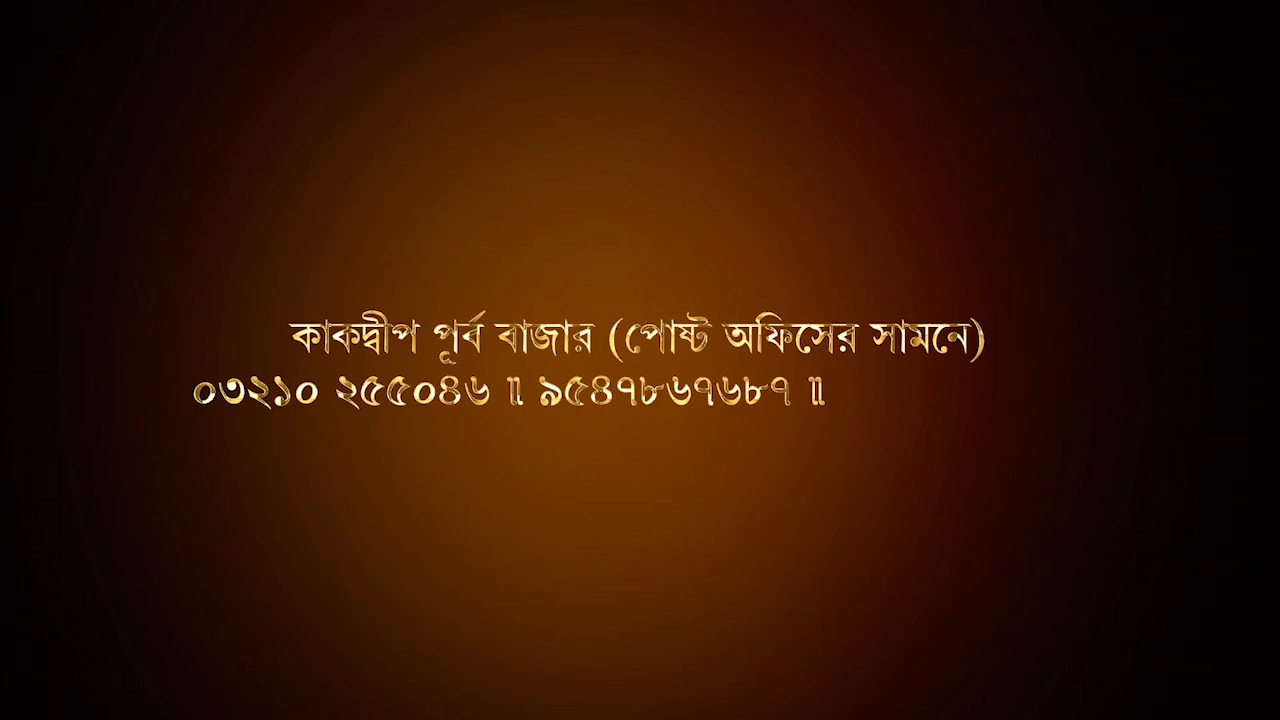 কাকদ্বীপ পূর্ব বাজার (পোষ্ট অফিসের সামনে)
০৩২১০ ২৫৫০৪৬ ॥ ৯৫৪৭৮৬৭৬৮৭ ॥